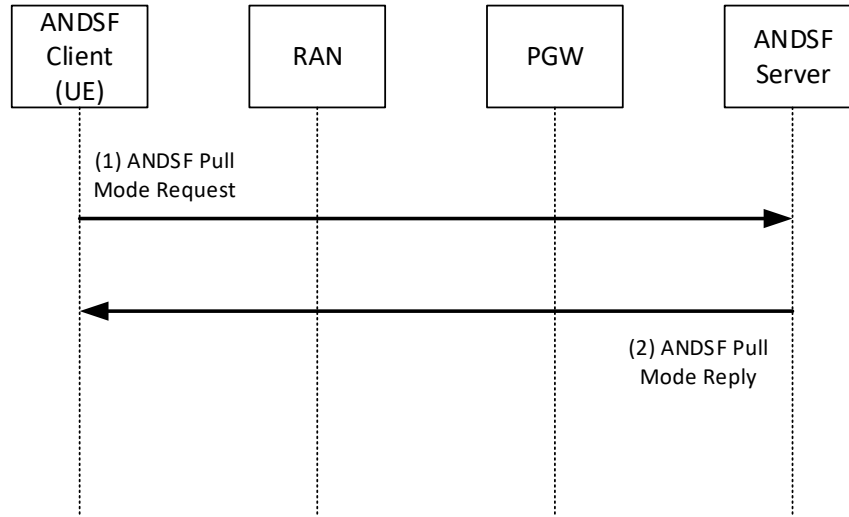 ANDSF
Client
(UE)
RAN
PGW
ANDSF
Server
(1) ANDSF Pull
Mode Request
(2) ANDSF Pull
Mode Reply